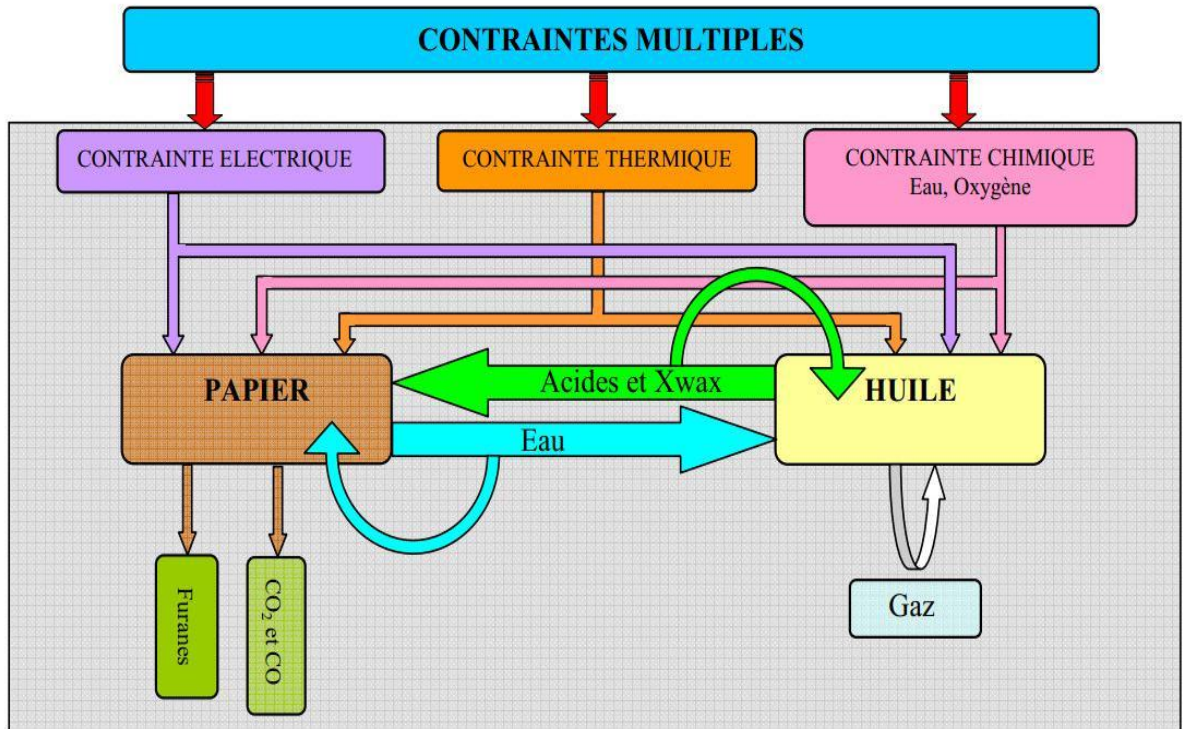 CONTRAINTES MULTIPLES
CONTRAINTE ELECTRIQUE
CONTRAINTE THERMIQUE
CONTRAINTE CHIMIQUE
Eau, Oxygène
PAPIER
Acides et Xwax
HUILE
Eau
Furanes
CO₂ et CO
Gaz